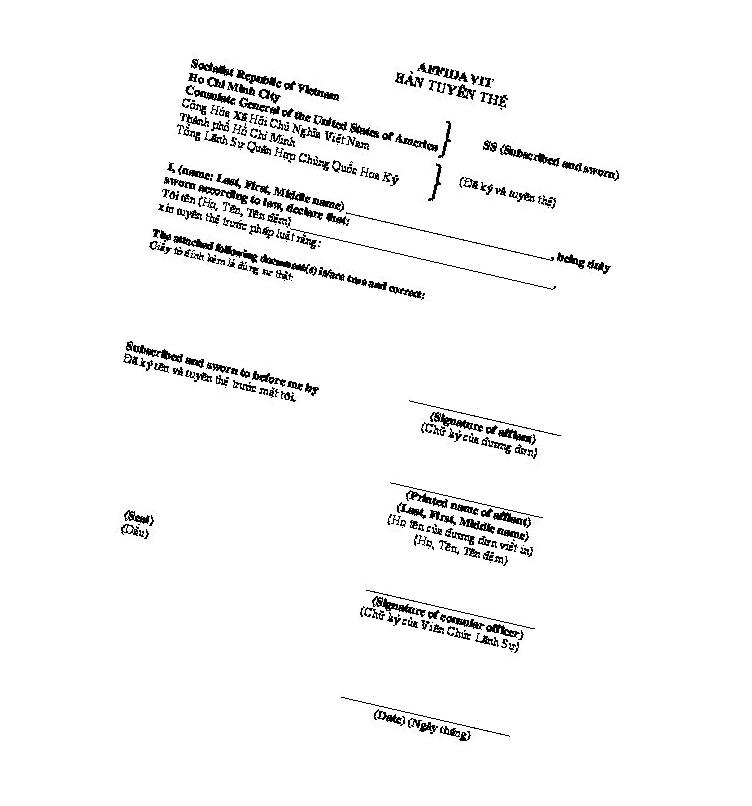 AFFIDAVIT
BẢN TUYÊN THỆ
Socialist Republic of Vietnam
Ho Chi Minh City
Consulate General of the United States of America
SS (Subscribed and sworn)
Cộng Hòa Xã Hội Chủ Nghĩa Việt Nam
Thành phố Hồ Chí Minh
Tổng Lãnh Sự Quán Hợp Chủng Quốc Hoa Kỳ
(Đã ký và tuyên thệ)
I, (name: Last, First, Middle name)____, being duly
sworn according to law, declare that:
Tôi tên (Họ, Tên, Tên đệm)____,
xin tuyên thệ trước pháp luật rằng:
The attached following document(s) is/are true and correct:
Giấy tờ đính kèm là đúng sự thật:
Subscribed and sworn to before me by
Đã ký tên và tuyên thệ trước mặt tôi.
(Signature of affiant)
(Chữ ký của đương đơn)
(Printed name of affiant)
(Last, First, Middle name)
(Họ tên của đương đơn viết in)
(Họ, Tên, Tên đệm)
(Seal)
(Dấu)
(Signature of consular officer)
(Chữ ký của Viên Chức Lãnh Sự)
(Date) (Ngày tháng)